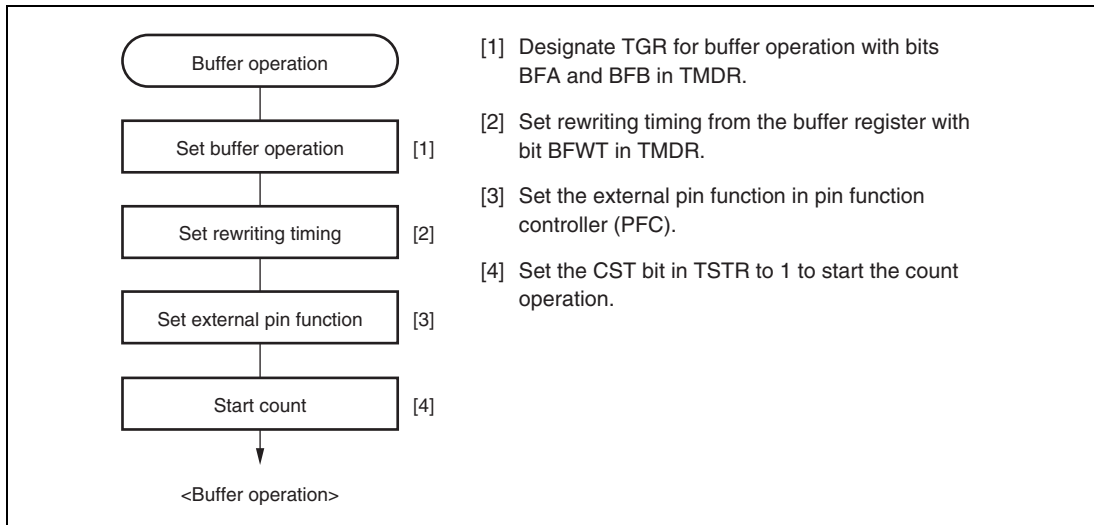 Buffer operation
Set buffer operation [1]
Set rewriting timing [2]
Set external pin function [3]
Start count [4]
<Buffer operation>
[1] Designate TGR for buffer operation with bits
BFA and BFB in TMDR.
[2] Set rewriting timing from the buffer register with
bit BFWT in TMDR.
[3] Set the external pin function in pin function
controller (PFC).
[4] Set the CST bit in TSTR to 1 to start the count
operation.